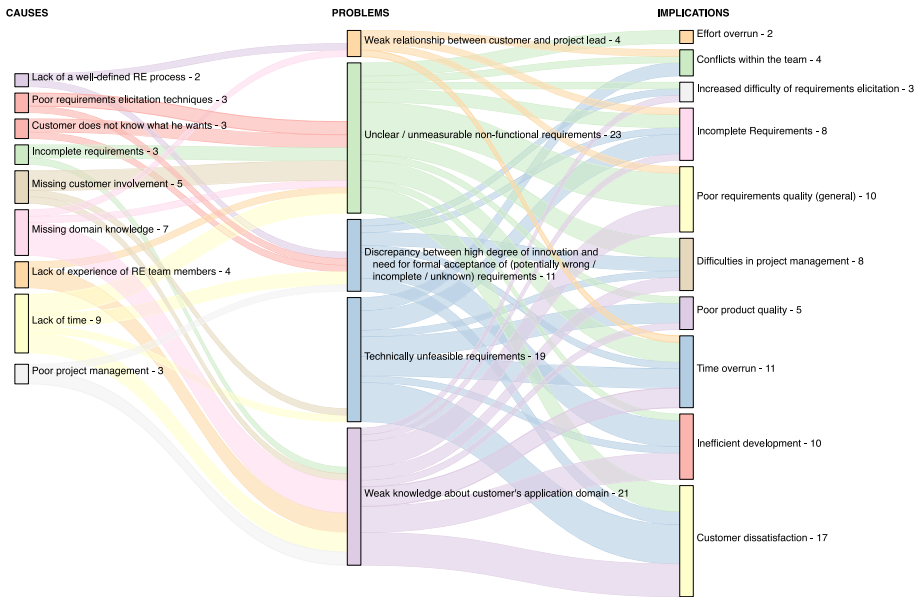 CAUSES
PROBLEMS
IMPLICATIONS
Lack of a well-defined RE process - 2
Poor requirements elicitation techniques - 3
Customer does not know what he wants - 3
Incomplete requirements - 3
Missing customer involvement - 5
Missing domain knowledge - 7
Lack of experience of RE team members - 4
Lack of time - 9
Poor project management - 3
Weak relationship between customer and project lead - 4
Unclear / unmeasurable non-functional requirements - 23
Discrepancy between high degree of innovation and
need for formal acceptance of (potentially wrong /
incomplete / unknown) requirements - 11
Technically unfeasible requirements - 19
Weak knowledge about customer's application domain - 21
Effort overrun - 2
Conflicts within the team - 4
Increased difficulty of requirements elicitation - 3
Incomplete Requirements - 8
Poor requirements quality (general) - 10
Difficulties in project management - 8
Poor product quality - 5
Time overrun - 11
Inefficient development - 10
Customer dissatisfaction - 17